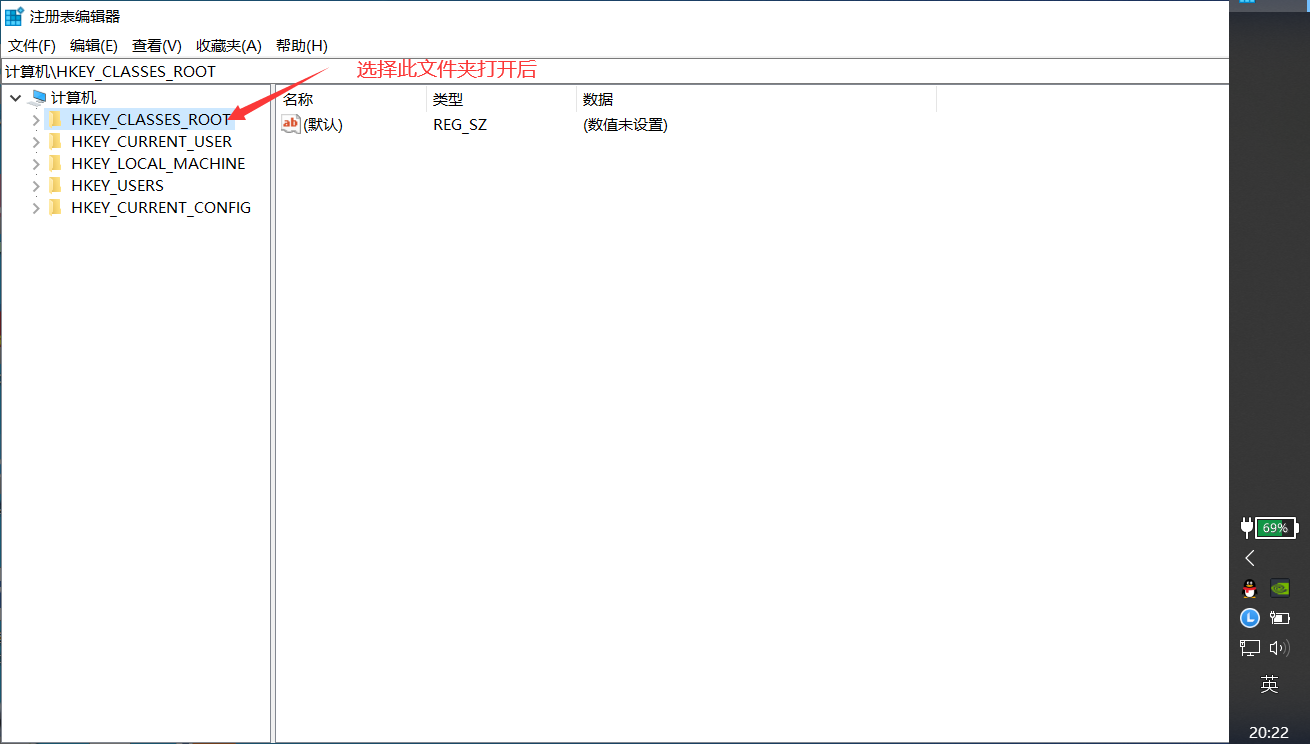 注册表编辑器
文件(F) 编辑(E) 查看(V) 收藏夹(A) 帮助(H)
计算机\HKEY_CLASSES_ROOT
选择此文件夹打开后
计算机
HKEY_CLASSES_ROOT
HKEY_CURRENT_USER
HKEY_LOCAL_MACHINE
HKEY_USERS
HKEY_CURRENT_CONFIG
名称 类型 数据
ab (默认) REG_SZ (数值未设置)
69%
英
20:22